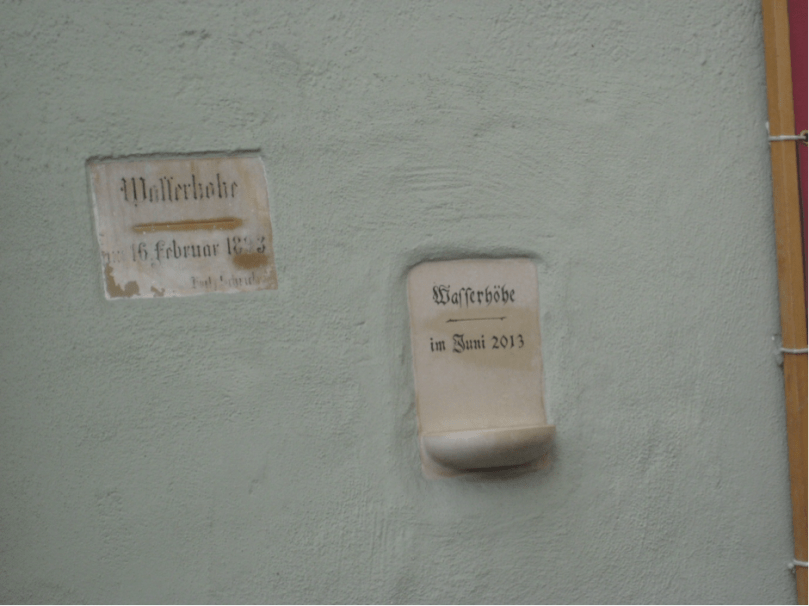 Wasserhöhe
16. Februar
Wasserhöhe
im Juni 2013